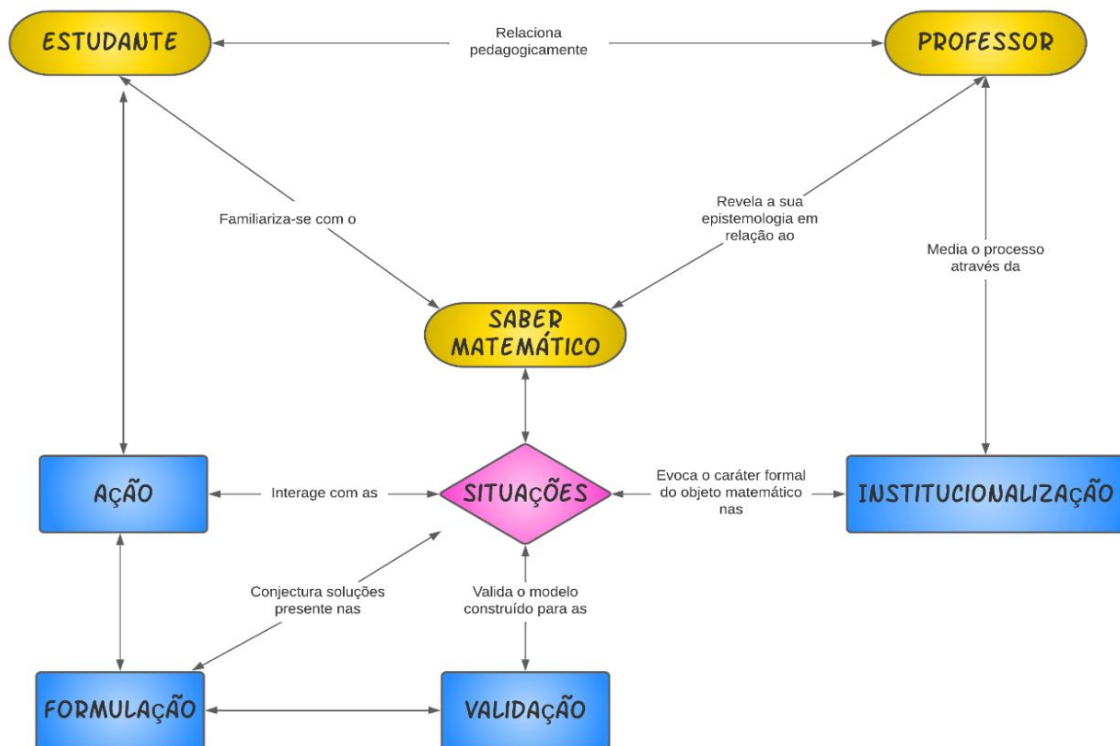 ESTUDANTE
Relaciona
pedagogicamente
PROFESSOR
Familiariza-se com o
Revela a sua
epistemologia em
relação ao
Media o processo
através da
SABER
MATEMÁTICO
AÇÃO
Interage com as
SITUAÇÕES
Evoca o caráter formal
do objeto matemático
nas
INSTITUCIONALIZAÇÃO
Conjectura soluções
presente nas
Valida o modelo
construído para as
FORMULAÇÃO
VALIDAÇÃO